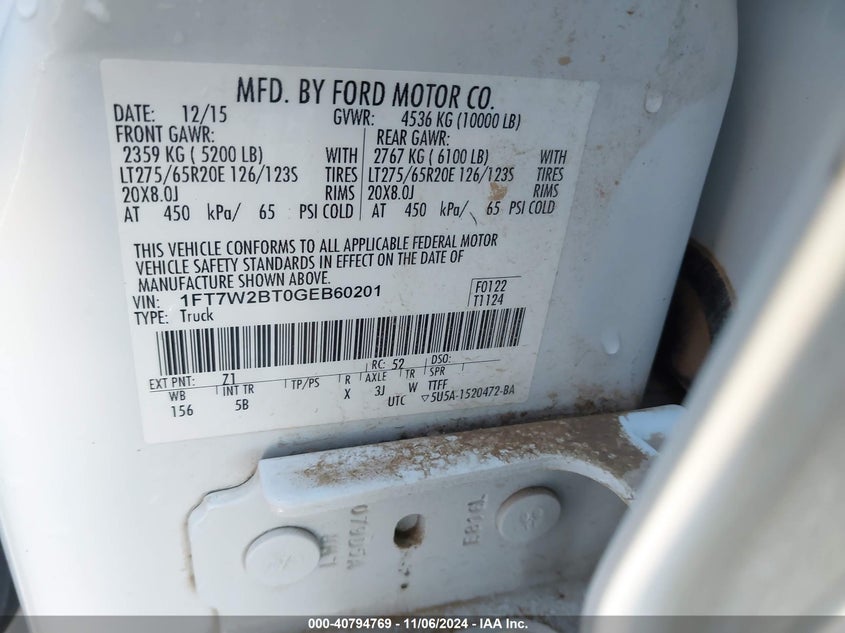 MFD. BY FORD MOTOR CO.
DATE: 12/15 GVWR: 4536 KG (10000 LB)
FRONT GAWR: REAR GAWR:
2359 KG ( 5200 LB) WITH 2767 KG ( 6100 LB) WITH
LT275/65R20E 126/123S TIRES LT275/65R20E 126/123S TIRES
20X8.0J RIMS 20X8.0J RIMS
AT 450 kPa/ 65 PSI COLD AT 450 kPa/ 65 PSI COLD
THIS VEHICLE CONFORMS TO ALL APPLICABLE FEDERAL MOTOR
VEHICLE SAFETY STANDARDS IN EFFECT ON THE DATE OF
MANUFACTURE SHOWN ABOVE.
VIN: 1FT7W2BT0GEB60201 F0122
TYPE: Truck T1124
EXT PNT: Z1 RC: 52 DSO:
WB INT TR TP/PS R AXLE TR SPR
156 5B X 3J W TTFF
UTC ▽5U5A-1520472-BA
07905A
000-40794769 - 11/06/2024 - IAA Inc.